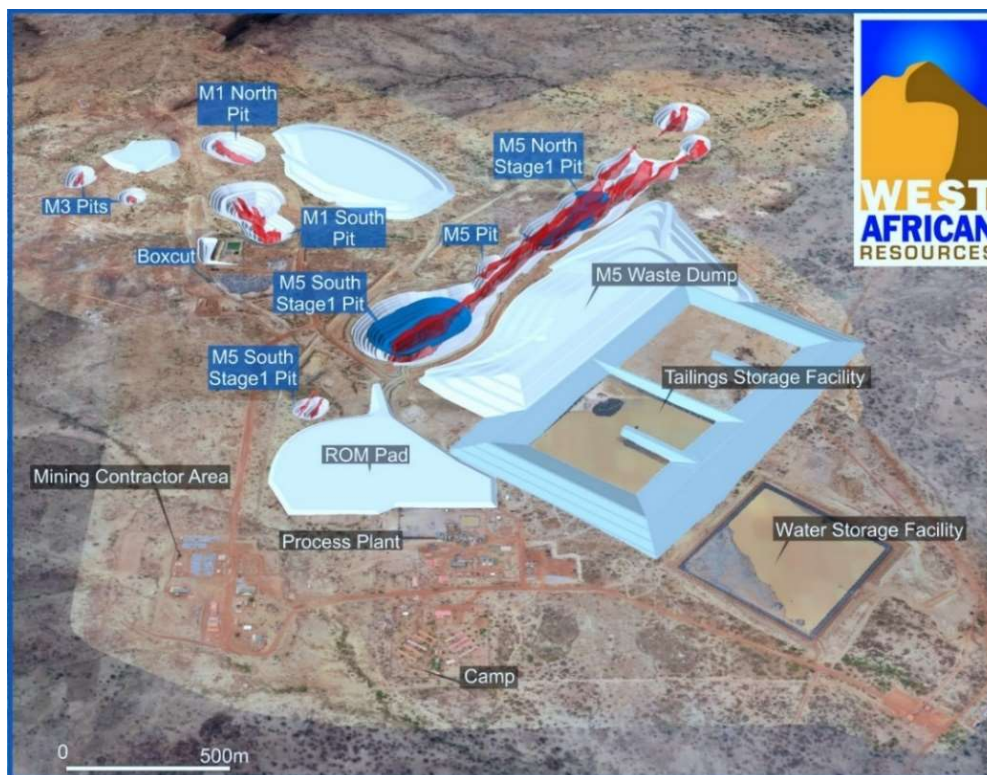 M1 North
Pit
WEST
AFRICAN
RESOURCES
M5 North
Stage1 Pit
M3 Pits
M1 South
Pit
M5 Pit
Boxcut
M5 South
Stage1 Pit
M5 Waste Dump
M5 South
Stage1 Pit
Tailings Storage Facility
ROM Pad
Mining Contractor Area
Process Plant
Water Storage Facility
Camp
0 500m